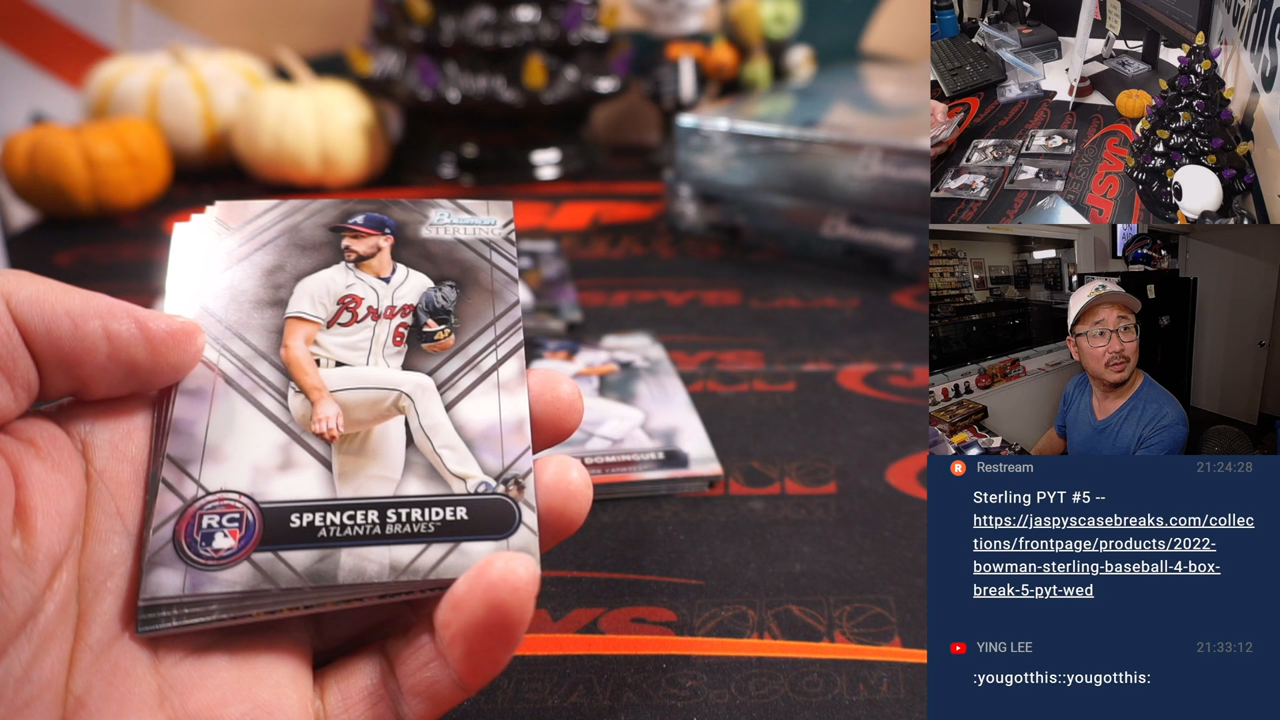 Bowman
STERLING
Braves
RC
SPENCER STRIDER
ATLANTA BRAVES™
DOMINGUEZ
JASPYS
Restream
21:24:28
Sterling PYT #5 --
https://jaspyscasebreaks.com/collec
tions/frontpage/products/2022-
bowman-sterling-baseball-4-box-
break-5-pyt-wed
YING LEE
21:33:12
:yougotthis::yougotthis: